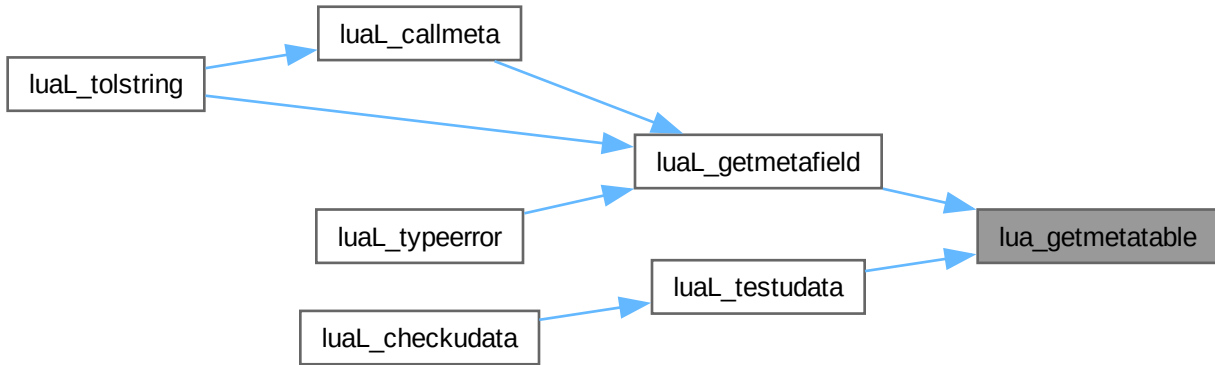 luaL_callmeta
luaL_tolstring
luaL_getmetafield
luaL_typeerror
lua_getmetatable
luaL_testudata
luaL_checkudata